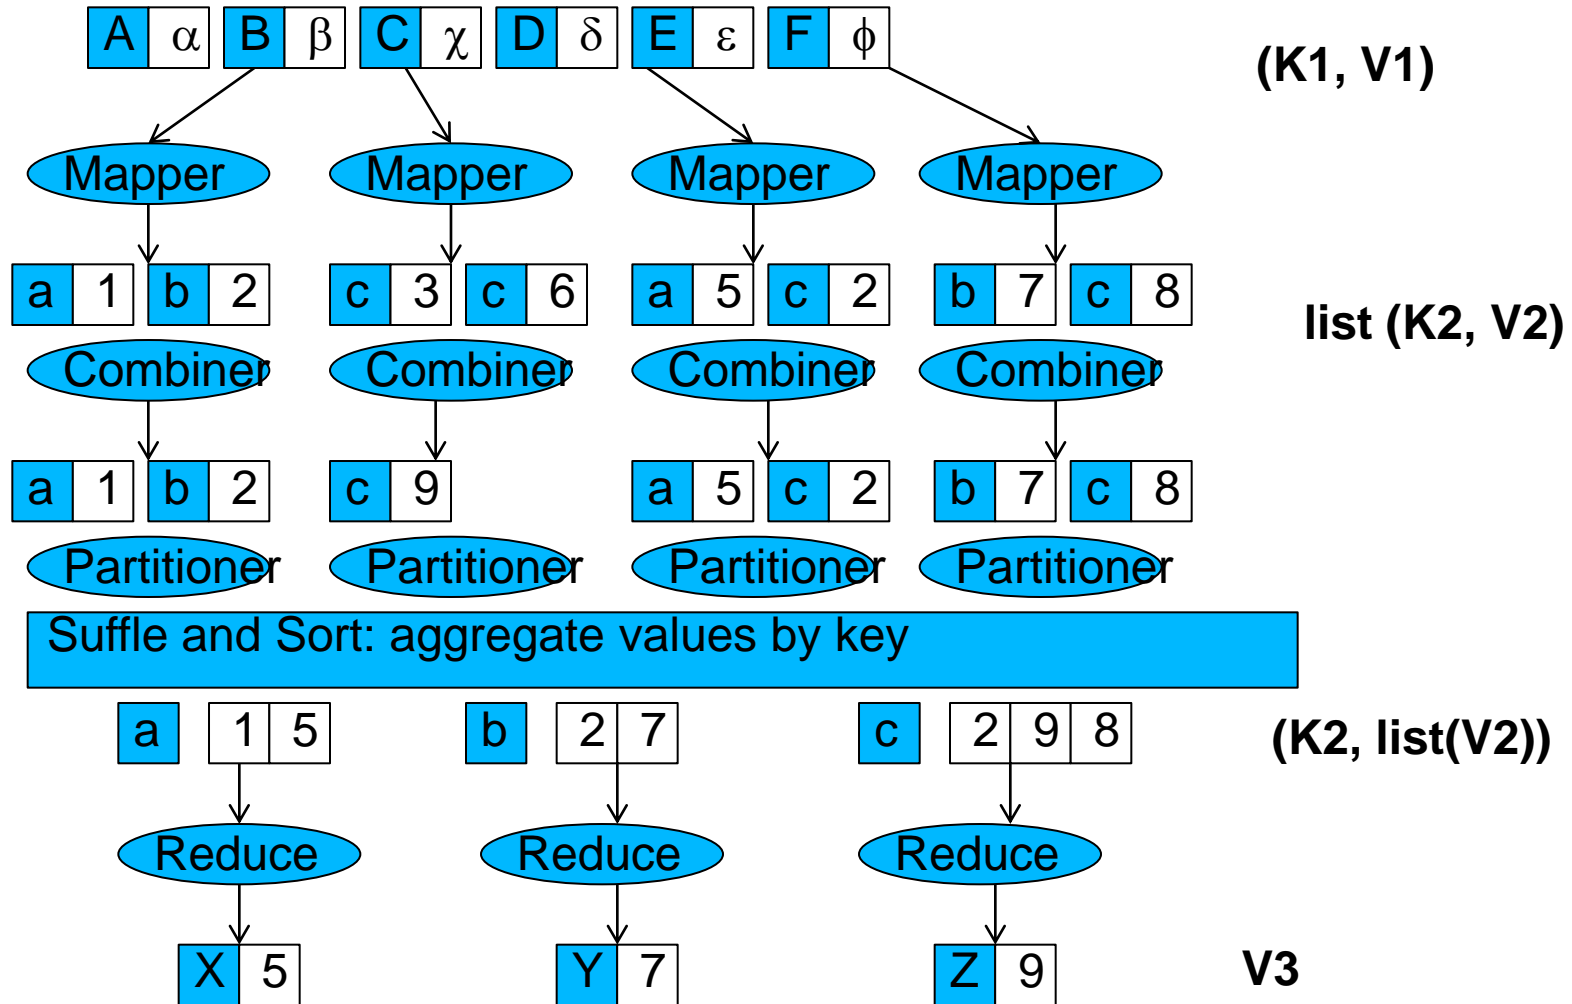 A α B β C χ D δ E ε F ϕ
(K1, V1)
Mapper Mapper Mapper Mapper
a 1 b 2 c 3 c 6 a 5 c 2 b 7 c 8
list (K2, V2)
Combiner Combiner Combiner Combiner
a 1 b 2 c 9 a 5 c 2 b 7 c 8
Partitioner Partitioner Partitioner Partitioner
Suffle and Sort: aggregate values by key
a 1 5 b 2 7 c 2 9 8
(K2, list(V2))
Reduce Reduce Reduce
X 5 Y 7 Z 9
V3